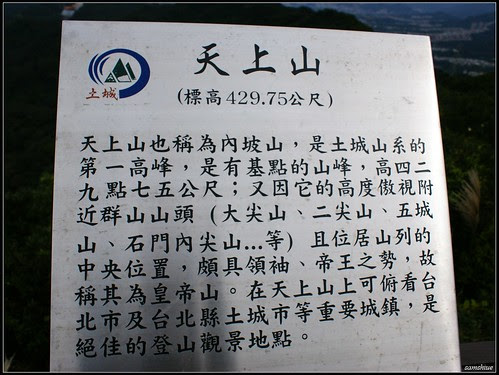 土城
天上山
(標高429.75公尺)
天上山也稱為內坡山，是土城山系的
第一高峰，是有基點的山峰，高四二
九點七五公尺；又因它的高度傲視附
近群山山頭（大尖山、二尖山、五城
山、石門內尖山...等）且位居山列的
中央位置，頗具領袖、帝王之勢，故
稱其為皇帝山。在天上山上可俯看台
北市及台北縣土城市等重要城鎮，是
絕佳的登山觀景地點。
samshiue